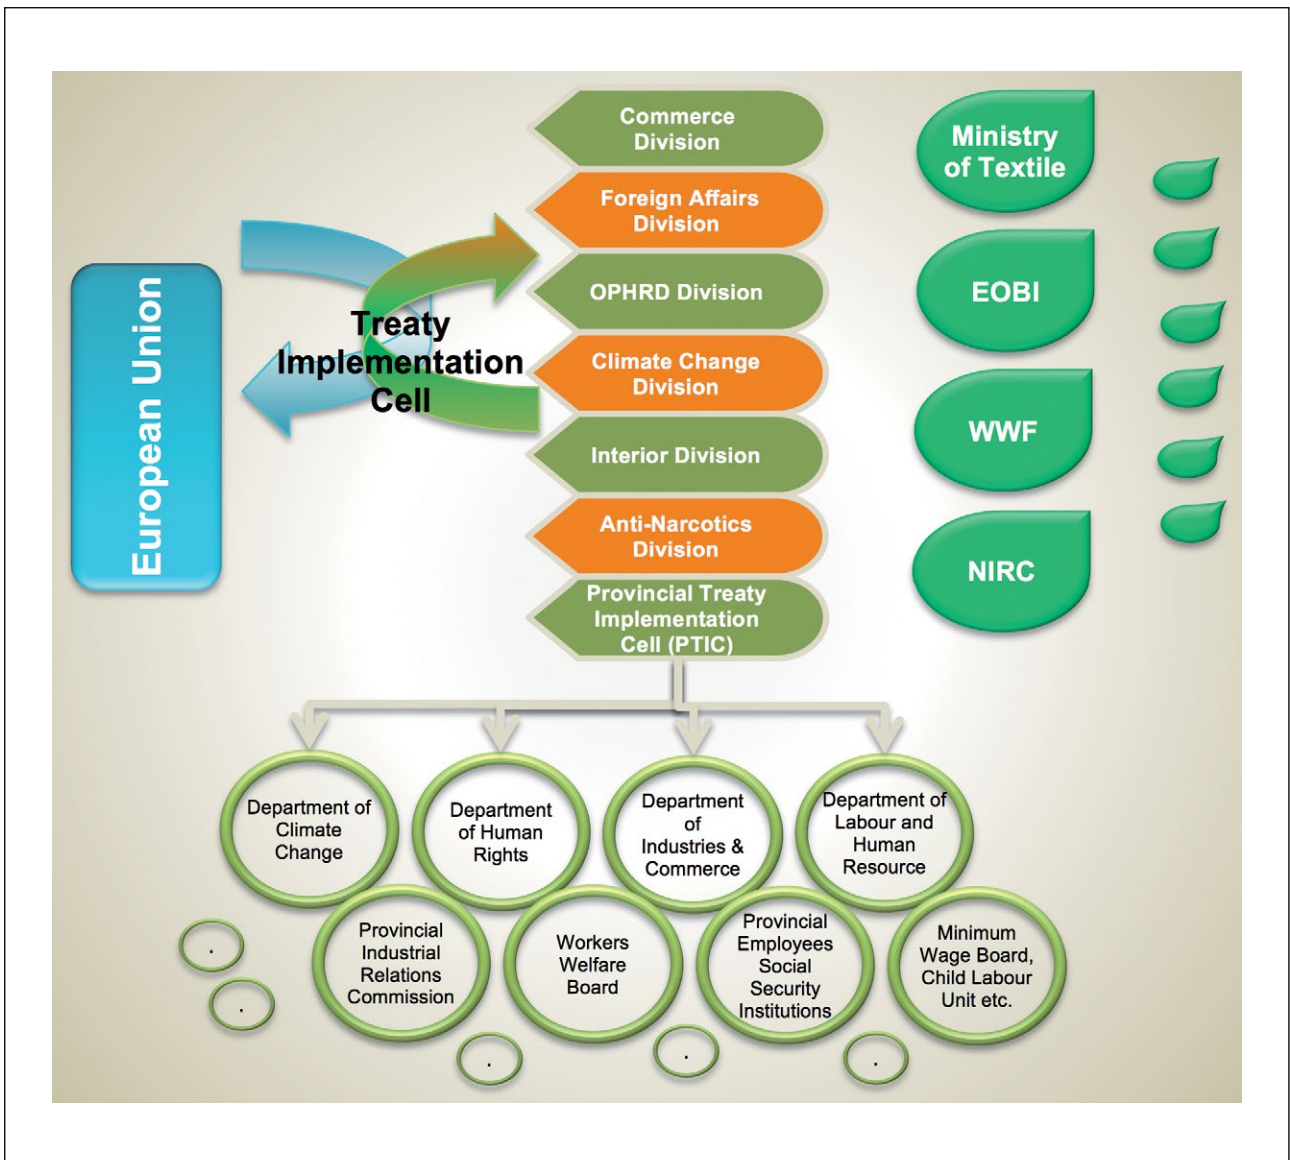 European Union
Treaty
Implementation
Cell
Commerce
Division
Foreign Affairs
Division
OPHRD Division
Climate Change
Division
Interior Division
Anti-Narcotics
Division
Provincial Treaty
Implementation
Cell (PTIC)
Ministry
of Textile
EOBI
WWF
NIRC
Department of
Climate
Change
Department
of Human
Rights
Department
of
Industries &
Commerce
Department of
Labour and
Human
Resource
Provincial
Industrial
Relations
Commission
Workers
Welfare
Board
Provincial
Employees
Social
Security
Institutions
Minimum
Wage Board,
Child Labour
Unit etc.
.
.
.
.
.